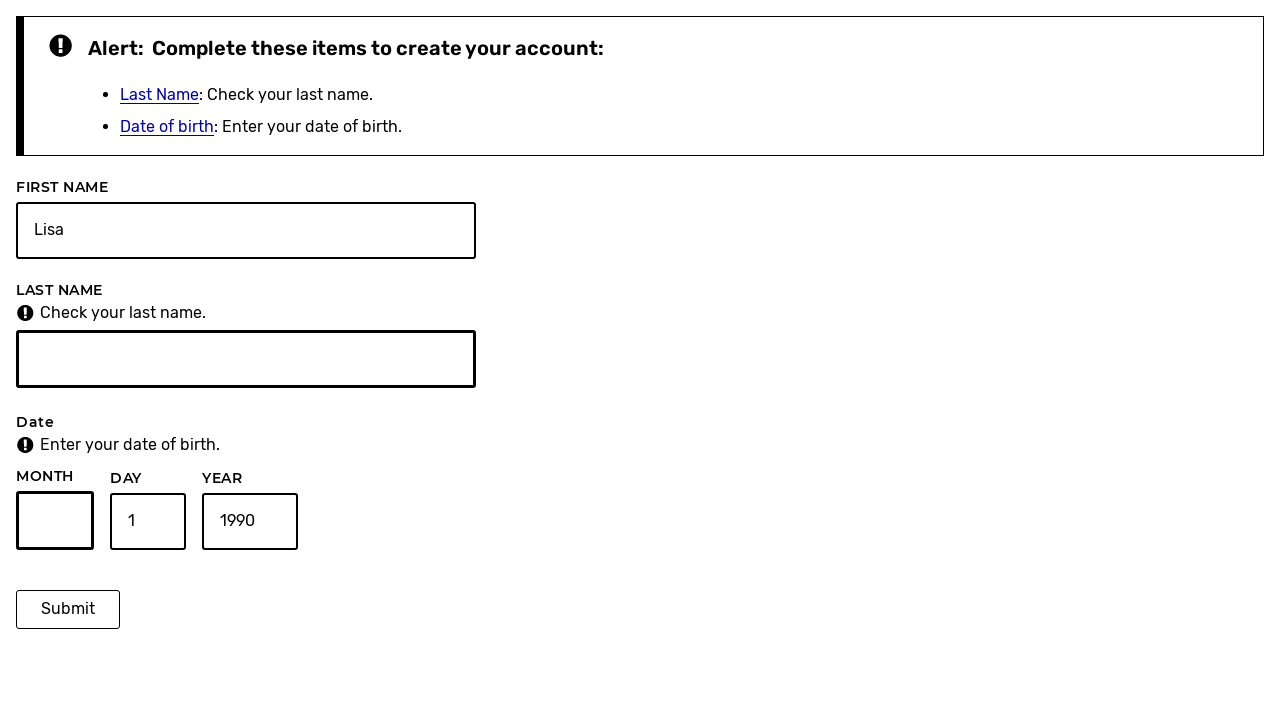 Alert: Complete these items to create your account:
Last Name: Check your last name.
Date of birth: Enter your date of birth.
FIRST NAME
Lisa
LAST NAME
Check your last name.
Date
Enter your date of birth.
MONTH DAY YEAR
1 1990
Submit